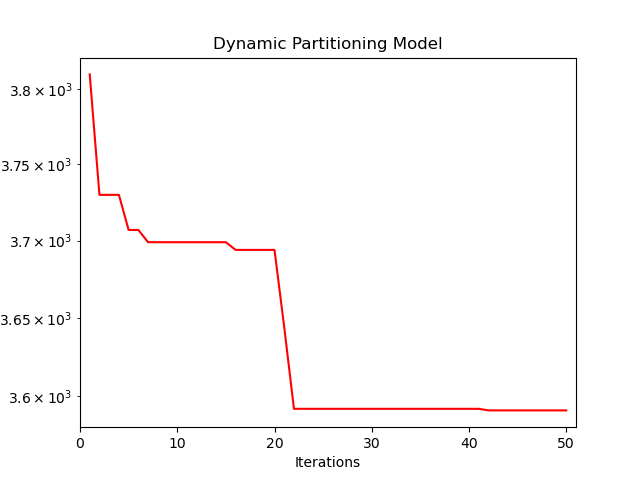 Dynamic Partitioning Model
3.8 × 10³
3.75 × 10³
3.7 × 10³
3.65 × 10³
3.6 × 10³
0 10 20 30 40 50
Iterations